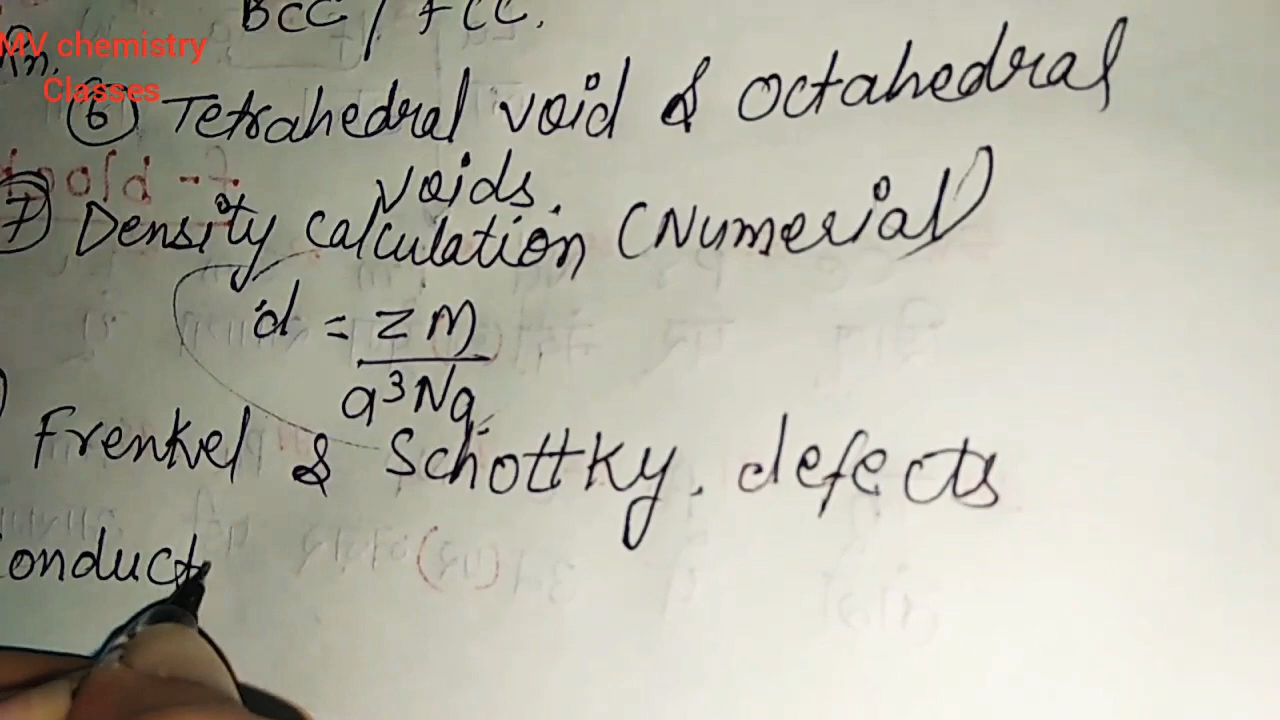 BCC / FCC.
MV chemistry
Classes
⑥ Tetrahedral void & octahedral
voids.
⑦ Density calculation (Numerial)
d = ZM
a³Na
Frenkel & Schottky. defects
onduct